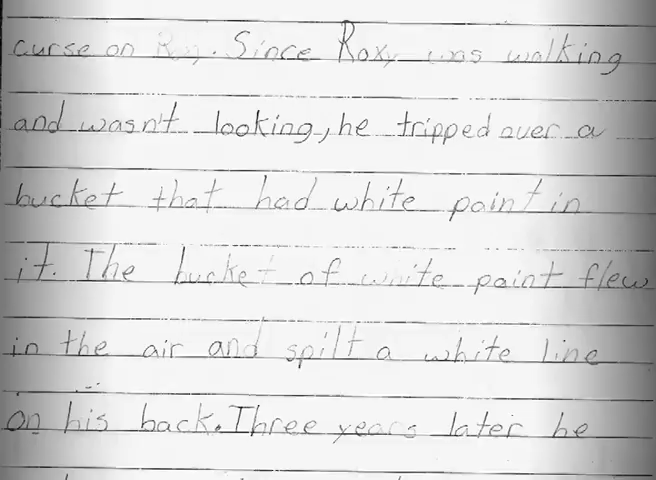 curse on. Since Roxy was walking
and wasn't looking, he tripped over a
bucket that had white paint in
it. The bucket of white paint flew
in the air and spilt a white line
on his back. Three years later he